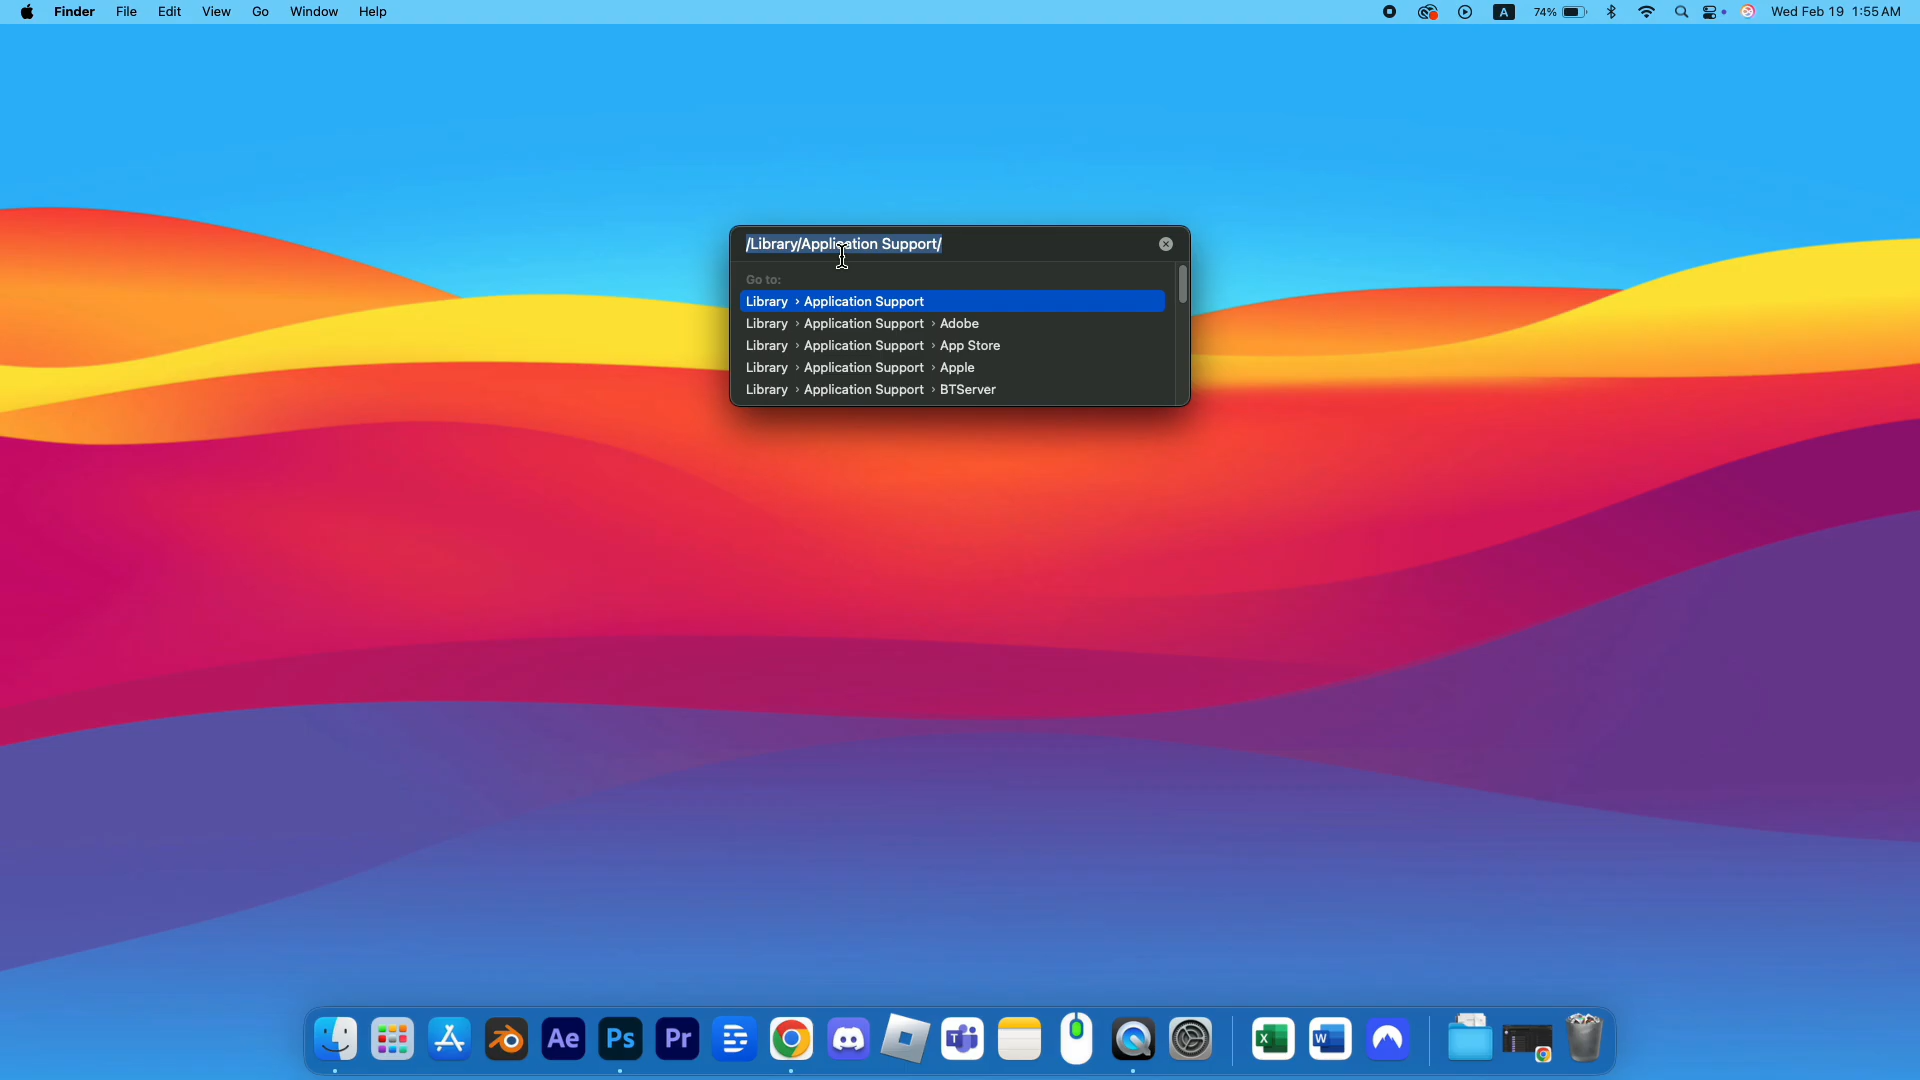 Finder File Edit View Go Window Help
A 74% Wed Feb 19 1:55 AM
/Library/Application Support/
Go to:
Library › Application Support
Library › Application Support › Adobe
Library › Application Support › App Store
Library › Application Support › Apple
Library › Application Support › BTServer
Ae Ps Pr